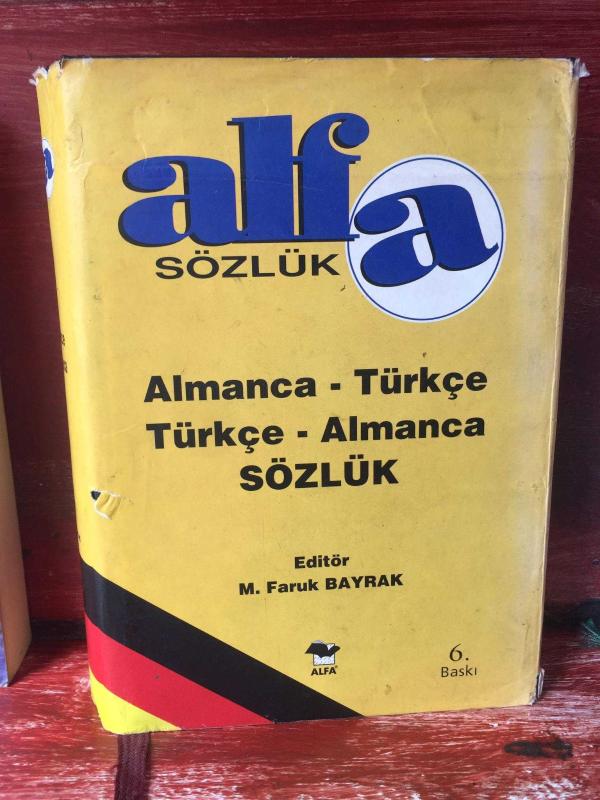 alfa
SÖZLÜK
Almanca - Türkçe
Türkçe - Almanca
SÖZLÜK
Editör
M. Faruk BAYRAK
ALFA®
6.
Baskı